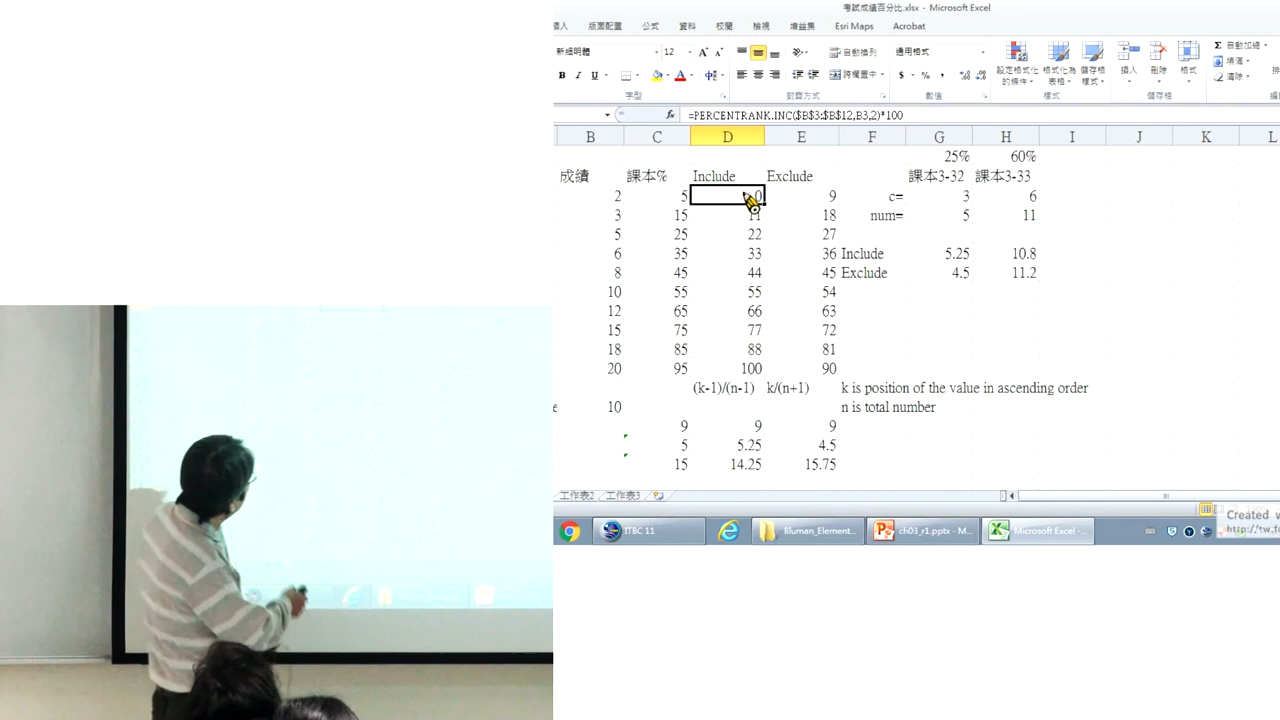 考試成績百分比.xlsx - Microsoft Excel
插入 版面配置 公式 資料 校閱 檢視 增益集 Esri Maps Acrobat
新細明體 12 A A 自動換列 通用格式 設定格式化的條件 格式化為表格 儲存格樣式 插入 刪除 格式 Σ 自動加總 填滿 清除
B I U A $ % ,
字型 對齊方式 數值 樣式 儲存格
fx =PERCENTRANK.INC($B$3:$B$12,B3,2)*100
B C D E F G H I J K L
25% 60%
成績 課本% Include Exclude 課本3-32 課本3-33
2 5 0 9 c= 3 6
3 15 11 18 num= 5 11
5 25 22 27
6 35 33 36 Include 5.25 10.8
8 45 44 45 Exclude 4.5 11.2
10 55 55 54
12 65 66 63
15 75 77 72
18 85 88 81
20 95 100 90
(k-1)/(n-1) k/(n+1) k is position of the value in ascending order
e 10 n is total number
9 9 9
5 5.25 4.5
15 14.25 15.75
工作表2 工作表3
ITBC 11 Bluman_Element... ch03_r1.pptx - M... Microsoft Excel -...
Created
http://tw.